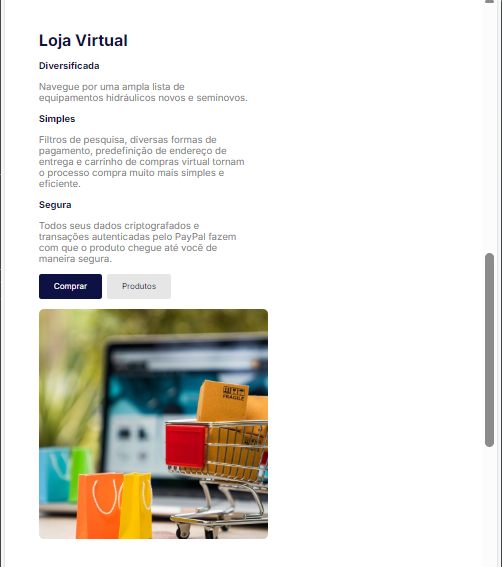 Loja Virtual
Diversificada
Navegue por uma ampla lista de
equipamentos hidráulicos novos e seminovos.
Simples
Filtros de pesquisa, diversas formas de
pagamento, predefinição de endereço de
entrega e carrinho de compras virtual tornam
o processo compra muito mais simples e
eficiente.
Segura
Todos seus dados criptografados e
transações autenticadas pelo PayPal fazem
com que o produto chegue até você de
maneira segura.
Comprar
Produtos
FRAGILE